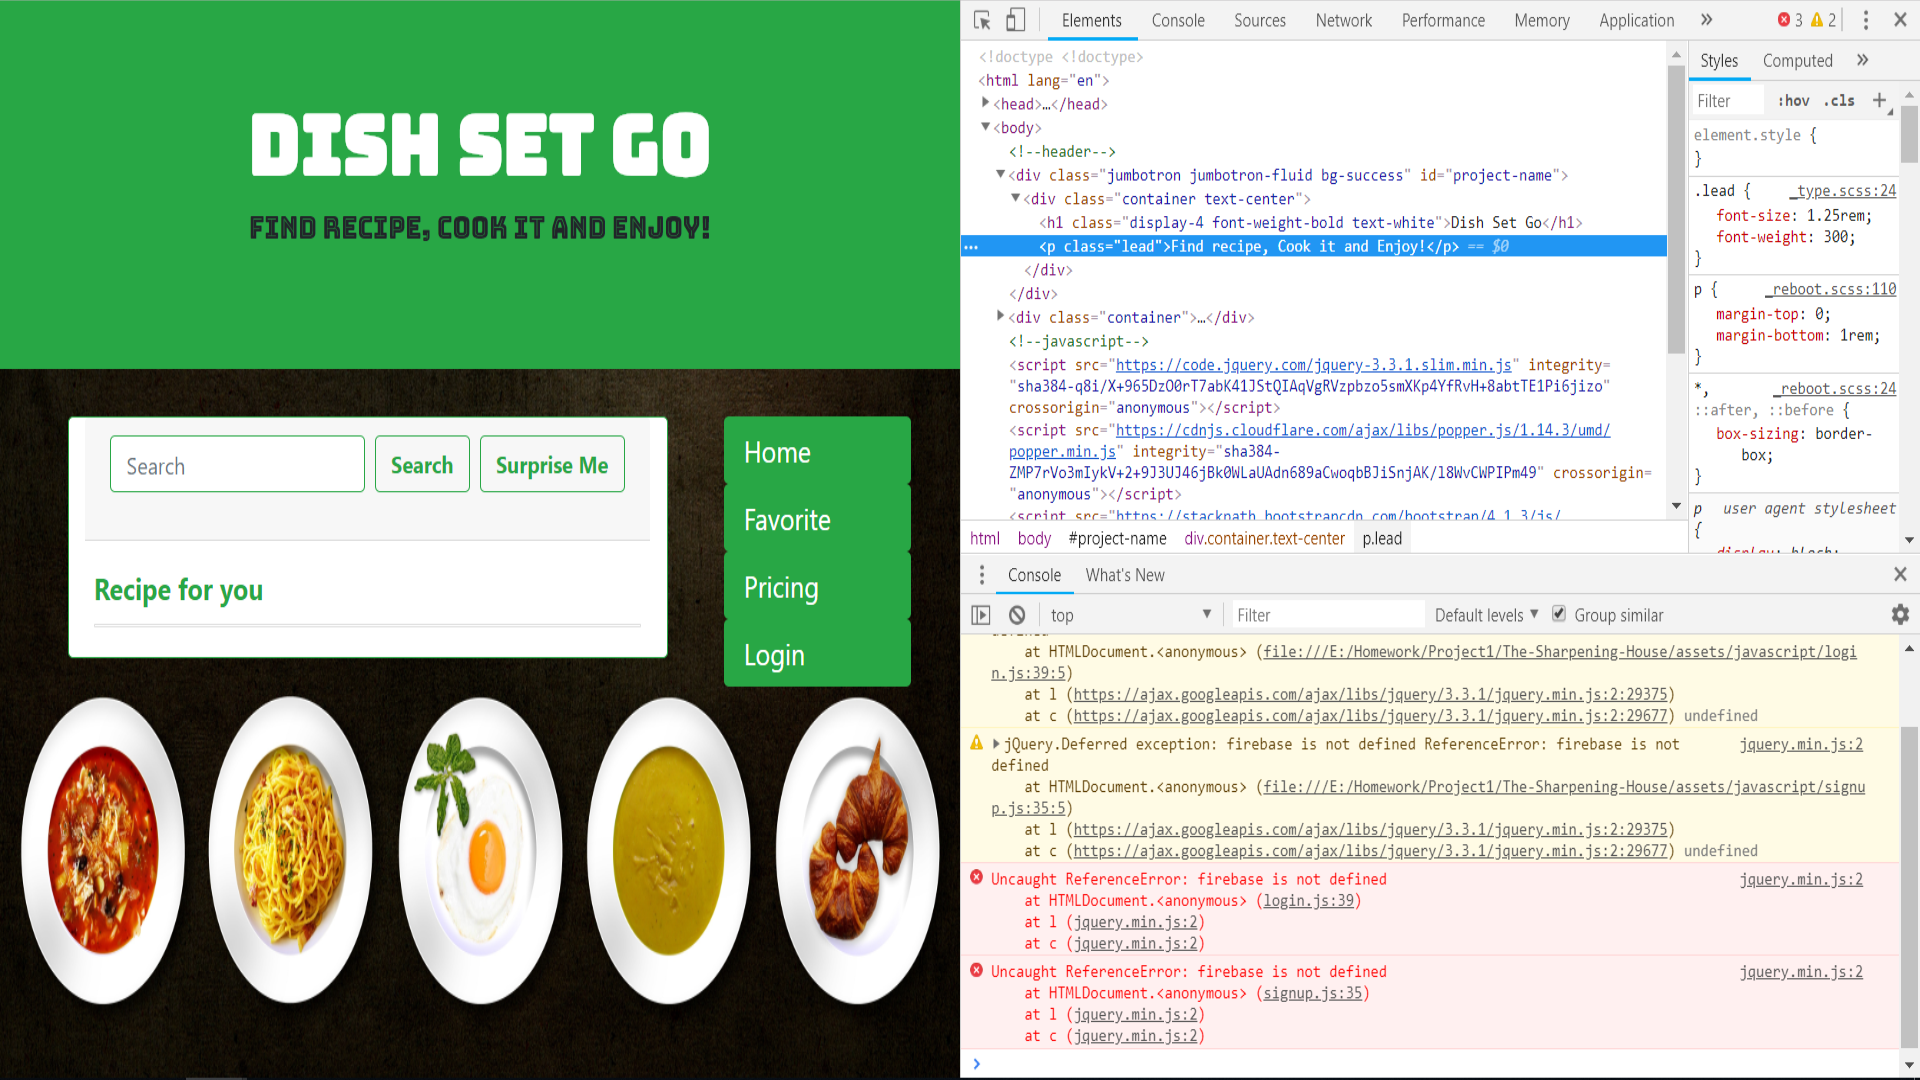 DISH SET GO
FIND RECIPE, COOK IT AND ENJOY!
Search
Search
Surprise Me
Recipe for you
Home
Favorite
Pricing
Login
Elements Console Sources Network Performance Memory Application » 3 2
<!doctype <!doctype>
<html lang="en">
<head>…</head>
<body>
<!--header-->
<div class="jumbotron jumbotron-fluid bg-success" id="project-name">
<div class="container text-center">
<h1 class="display-4 font-weight-bold text-white">Dish Set Go</h1>
<p class="lead">Find recipe, Cook it and Enjoy!</p> == $0
</div>
</div>
<div class="container">…</div>
<!--javascript-->
<script src="https://code.jquery.com/jquery-3.3.1.slim.min.js" integrity=
"sha384-q8i/X+965DzO0rT7abK41JStQIAqVgRVzpbzo5smXKp4YfRvH+8abtTE1Pi6jizo"
crossorigin="anonymous"></script>
<script src="https://cdnjs.cloudflare.com/ajax/libs/popper.js/1.14.3/umd/
popper.min.js" integrity="sha384-
ZMP7rVo3mIykV+2+9J3UJ46jBk0WLaUAdn689aCwoqbBJiSnjAK/l8WvCWPIPm49" crossorigin=
"anonymous"></script>
<script src="https://stackpath.bootstrapcdn.com/bootstrap/4.1.3/js/
html body #project-name div.container.text-center p.lead
Styles Computed »
Filter :hov .cls +
element.style {
}
.lead { _type.scss:24
font-size: 1.25rem;
font-weight: 300;
}
p { _reboot.scss:110
margin-top: 0;
margin-bottom: 1rem;
}
*, _reboot.scss:24
::after, ::before {
box-sizing: border-
box;
}
p user agent stylesheet
{
display: block;
Console What's New
top Filter Default levels Group similar
defined
at HTMLDocument.<anonymous> (file:///E:/Homework/Project1/The-Sharpening-House/assets/javascript/logi
n.js:39:5)
at l (https://ajax.googleapis.com/ajax/libs/jquery/3.3.1/jquery.min.js:2:29375)
at c (https://ajax.googleapis.com/ajax/libs/jquery/3.3.1/jquery.min.js:2:29677) undefined
jQuery.Deferred exception: firebase is not defined ReferenceError: firebase is not jquery.min.js:2
defined
at HTMLDocument.<anonymous> (file:///E:/Homework/Project1/The-Sharpening-House/assets/javascript/signu
p.js:35:5)
at l (https://ajax.googleapis.com/ajax/libs/jquery/3.3.1/jquery.min.js:2:29375)
at c (https://ajax.googleapis.com/ajax/libs/jquery/3.3.1/jquery.min.js:2:29677) undefined
Uncaught ReferenceError: firebase is not defined jquery.min.js:2
at HTMLDocument.<anonymous> (login.js:39)
at l (jquery.min.js:2)
at c (jquery.min.js:2)
Uncaught ReferenceError: firebase is not defined jquery.min.js:2
at HTMLDocument.<anonymous> (signup.js:35)
at l (jquery.min.js:2)
at c (jquery.min.js:2)